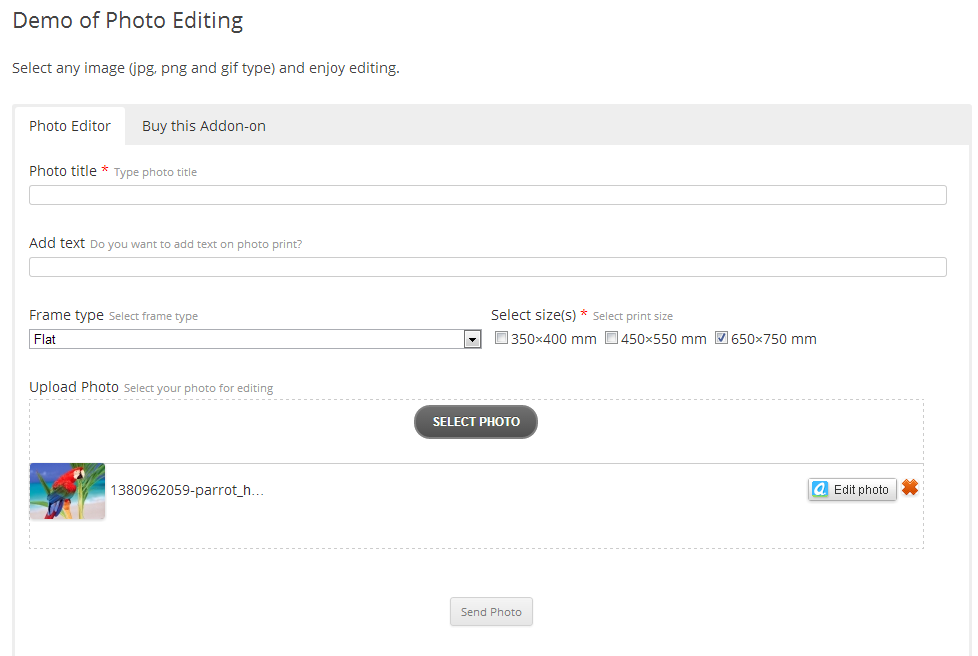 Demo of Photo Editing
Select any image (jpg, png and gif type) and enjoy editing.
Photo Editor Buy this Addon-on
Photo title * Type photo title
Add text Do you want to add text on photo print?
Frame type Select frame type Select size(s) * Select print size
Flat 350×400 mm 450×550 mm 650×750 mm
Upload Photo Select your photo for editing
SELECT PHOTO
1380962059-parrot_h... Edit photo
Send Photo